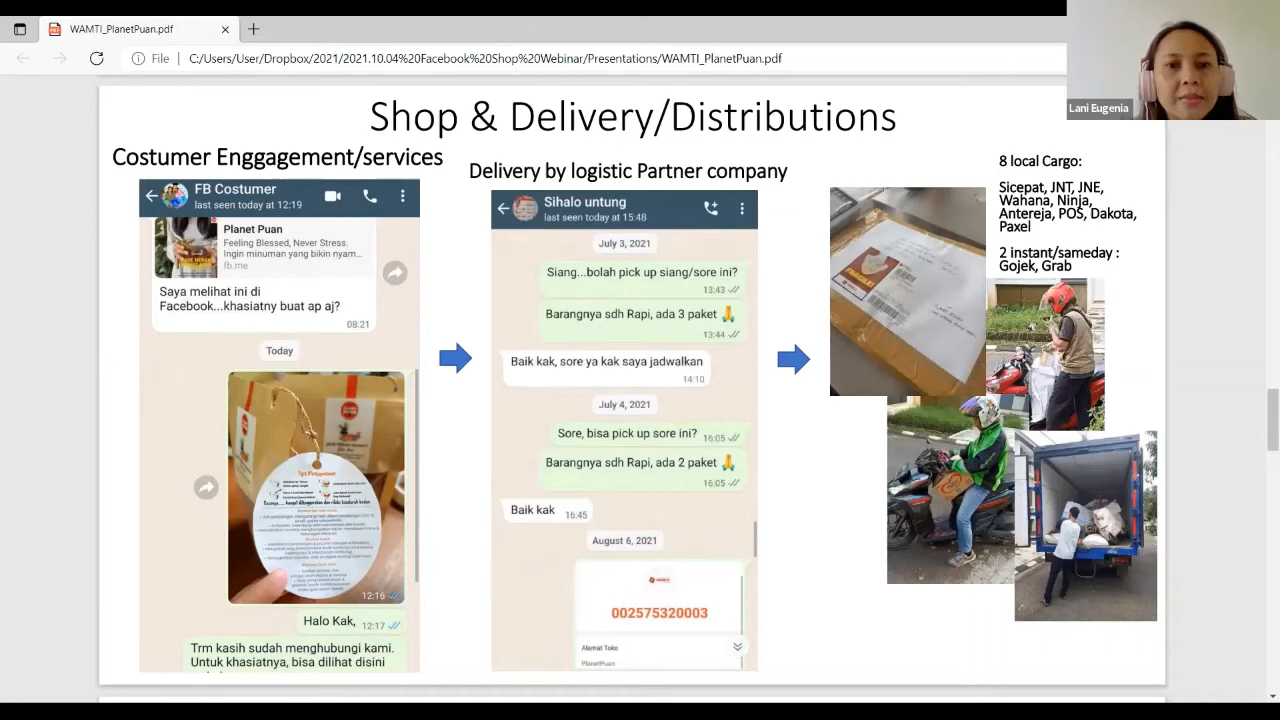 WAMTI_PlanetPuan.pdf
File
C:/Users/User/Dropbox/2021/2021.10.04%20Facebook%20Shop%20Webinar/Presentations/WAMTI_PlanetPuan.pdf
Lani Eugenia
Shop & Delivery/Distributions
Costumer Enggagement/services
FB Costumer
last seen today at 12:19
Planet Puan
Feeling Blessed, Never Stress.
Ingin minuman yang bikin nyam...
fb.me
Saya melihat ini di
Facebook...khasiatny buat ap aj?
08:21
Today
12:16
Halo Kak,
12:17
Trm kasih sudah menghubungi kami.
Untuk khasiatnya, bisa dilihat disini
Delivery by logistic Partner company
Sihalo untung
last seen today at 15:48
July 3, 2021
Siang...bolah pick up siang/sore ini?
13:43
Barangnya sdh Rapi, ada 3 paket 🙏
13:44
Baik kak, sore ya kak saya jadwalkan
14:10
July 4, 2021
Sore, bisa pick up sore ini?
16:05
Barangnya sdh Rapi, ada 2 paket 🙏
16:05
Baik kak
16:45
August 6, 2021
002575320003
Alamat Toko
PlanetPuan
8 local Cargo:
Sicepat, JNT, JNE,
Wahana, Ninja,
Antereja, POS, Dakota,
Paxel
2 instant/sameday :
Gojek, Grab
FRAGILE